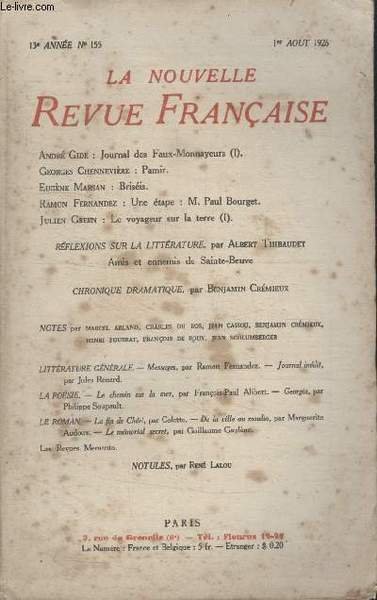 Le-livre.com
13e ANNÉE No 155 1er AOUT 1926
LA NOUVELLE
REVUE FRANÇAISE
ANDRÉ GIDE : Journal des Faux-Monnayeurs (I).
GEORGES CHENNEVIÈRE : Pamir.
EUGÈNE MARSAN : Briséis.
RAMON FERNANDEZ : Une étape : M. Paul Bourget.
JULIEN GREEN : Le voyageur sur la terre (I).
RÉFLEXIONS SUR LA LITTÉRATURE, par ALBERT THIBAUDET
Amis et ennemis de Sainte-Beuve
CHRONIQUE DRAMATIQUE, par BENJAMIN CRÉMIEUX
NOTES par MARCEL ARLAND, CHARLES DU BOS, JEAN CASSOU, BENJAMIN CRÉMIEUX,
HENRI POURRAT, FRANÇOIS DE ROUX, JEAN SCHLUMBERGER
LITTÉRATURE GÉNÉRALE. — Messages, par Ramon Fernandez. — Journal inédit,
par Jules Renard.
LA POÉSIE. — Le chemin sur la mer, par François-Paul Alibert. — Georgia, par
Philippe Soupault.
LE ROMAN. — La fin de Chéri, par Colette. — De la ville au moulin, par Marguerite
Audoux. — Le mémorial secret, par Guillaume
Les Revues. Memento.
NOTULES, par RENÉ LALOU
PARIS
3, rue de Grenelle (6e) — Tél. : Fleurus 12-27
Le Numéro : France et Belgique : 5 fr. — Etranger : $ 0.20